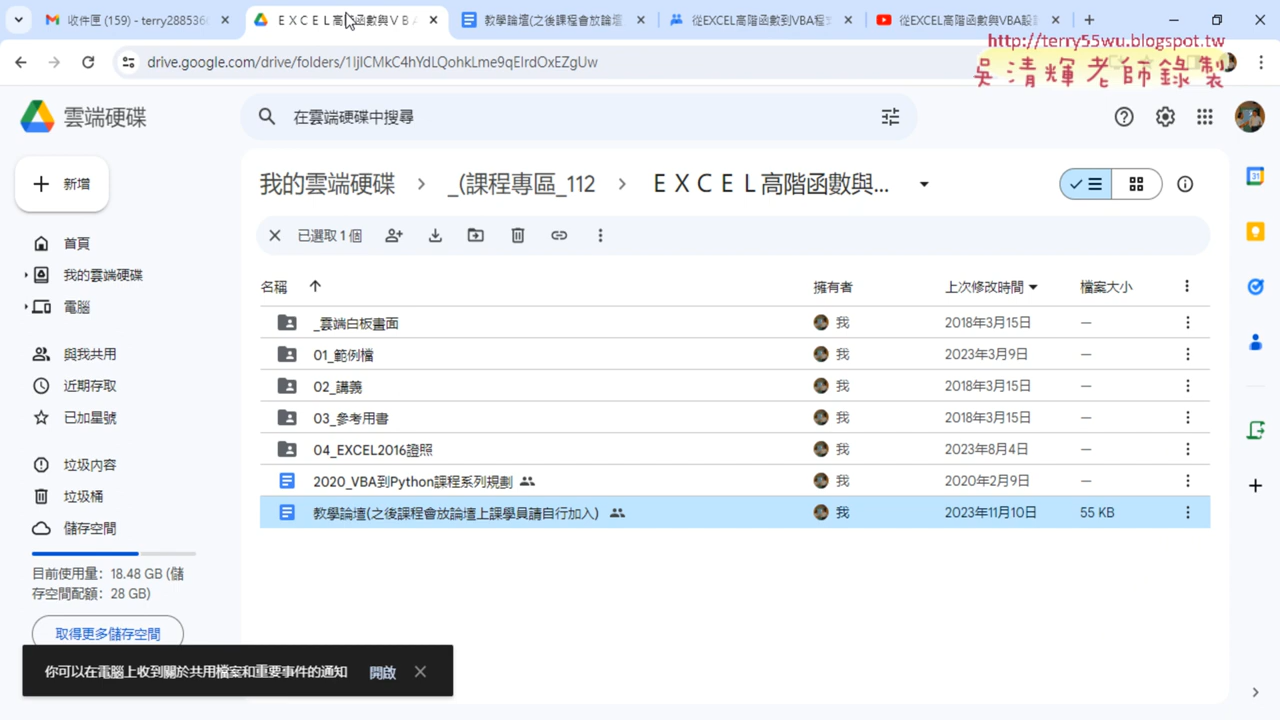 收件匣 (159) - terry28853
ＥＸＣＥＬ高階函數與ＶＢＡ
教學論壇(之後課程會放論壇
從EXCEL高階函數到VBA程
從EXCEL高階函數與VBA設
http://terry55wu.blogspot.tw
drive.google.com/drive/folders/1IjICMkC4hYdLQohkLme9qEIrdOxEZgUw
吳清輝老師錄製
雲端硬碟
在雲端硬碟中搜尋
新增
我的雲端硬碟
_(課程專區_112
ＥＸＣＥＬ高階函數與...
已選取 1 個
首頁
我的雲端硬碟
電腦
與我共用
近期存取
已加星號
垃圾內容
垃圾桶
儲存空間
目前使用量：18.48 GB (儲
存空間配額：28 GB)
取得更多儲存空間
名稱
擁有者
上次修改時間
檔案大小
_雲端白板畫面
我
2018年3月15日
—
01_範例檔
我
2023年3月9日
—
02_講義
我
2018年3月15日
—
03_參考用書
我
2018年3月15日
—
04_EXCEL2016證照
我
2023年8月4日
—
2020_VBA到Python課程系列規劃
我
2020年2月9日
—
教學論壇(之後課程會放論壇上課學員請自行加入)
我
2023年11月10日
55 KB
你可以在電腦上收到關於共用檔案和重要事件的通知
開啟
31